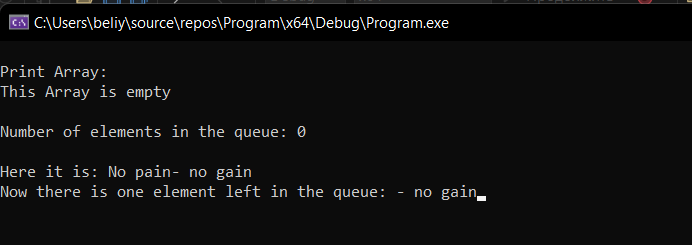 C:\Users\beliy\source\repos\Program\x64\Debug\Program.exe
Print Array:
This Array is empty
Number of elements in the queue: 0
Here it is: No pain- no gain
Now there is one element left in the queue: - no gain